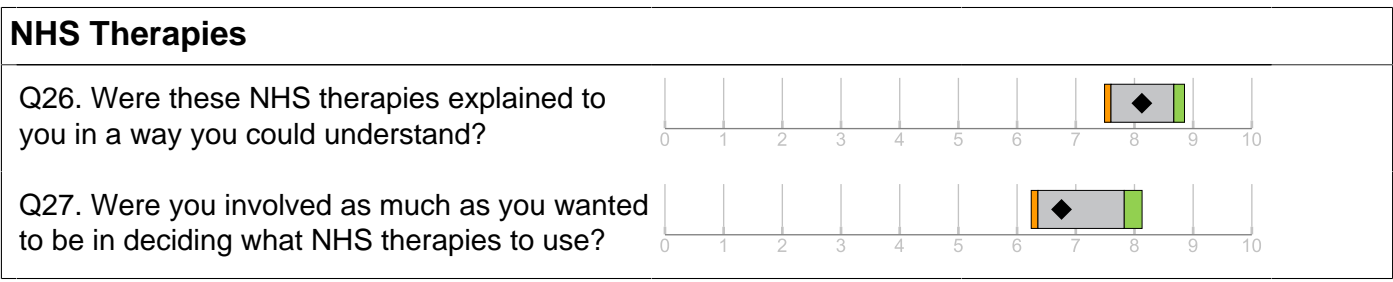 NHS Therapies
Q26. Were these NHS therapies explained to
you in a way you could understand?
0 1 2 3 4 5 6 7 8 9 10
Q27. Were you involved as much as you wanted
to be in deciding what NHS therapies to use?
0 1 2 3 4 5 6 7 8 9 10